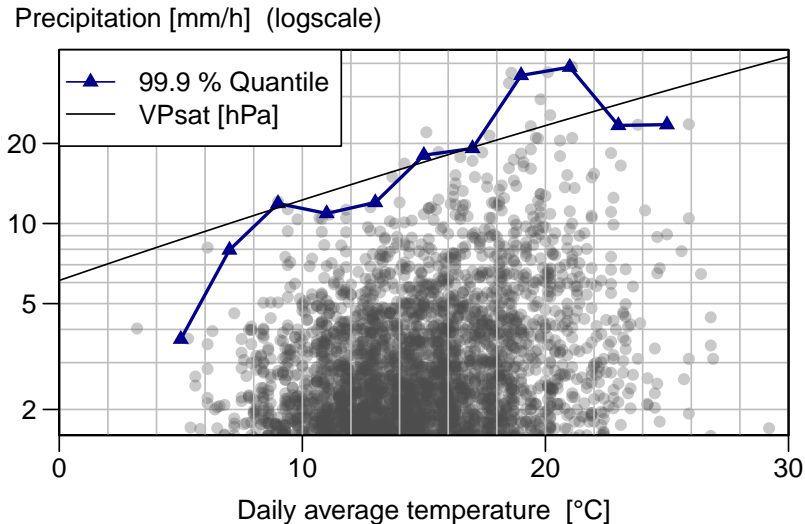 Precipitation [mm/h]  (logscale)
99.9 % Quantile
VPsat [hPa]
20
10
5
2
0 10 20 30
Daily average temperature  [°C]